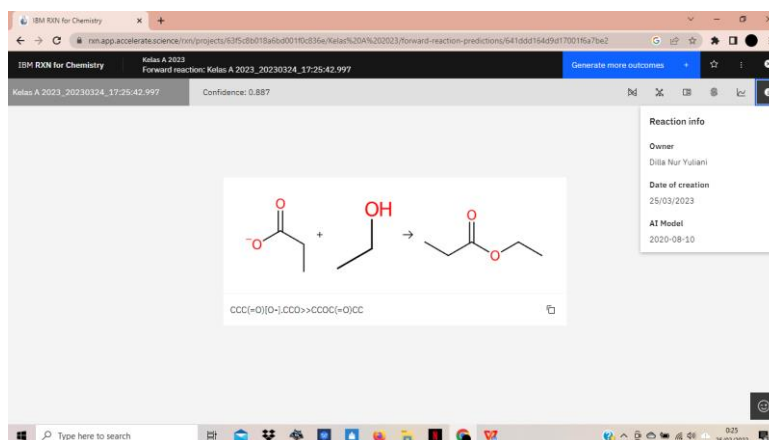 IBM RXN for Chemistry
rxn.app.accelerate.science/rxn/projects/63f5c8b018a6bd001f0c836e/Kelas%20A%202023/forward-reaction-predictions/641ddd164d9d17001f6a7be2
IBM RXN for Chemistry
Kelas A 2023
Forward reaction: Kelas A 2023_20230324_17:25:42.997
Generate more outcomes
Kelas A 2023_20230324_17:25:42.997
Confidence: 0.887
Reaction info
Owner
Dilla Nur Yuliani
Date of creation
25/03/2023
AI Model
2020-08-10
O
-O
+
OH
→
O
O
CCC(=O)[O-].CCO>>CCOC(=O)CC
Type here to search
0:25